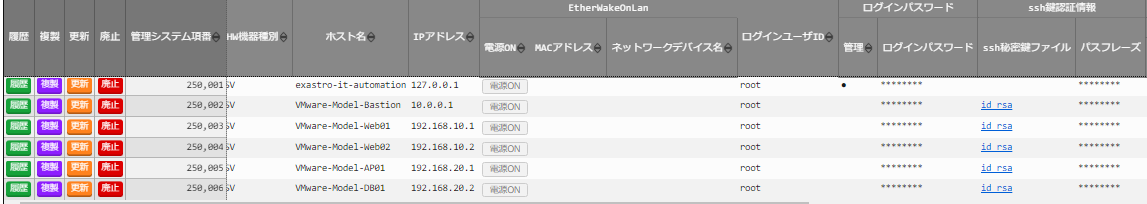 EtherWakeOnLan ログインパスワード ssh鍵認証情報
履歴 複製 更新 廃止 管理システム項番 HW機器種別 ホスト名 IPアドレス 電源ON MACアドレス ネットワークデバイス名 ログインユーザID 管理 ログインパスワード ssh秘密鍵ファイル パスフレーズ
履歴 複製 更新 廃止 250,001 SV exastro-it-automation 127.0.0.1 電源ON root ● ******** ********
履歴 複製 更新 廃止 250,002 SV VMware-Model-Bastion 10.0.0.1 電源ON root ******** id_rsa ********
履歴 複製 更新 廃止 250,003 SV VMware-Model-Web01 192.168.10.1 電源ON root ******** id_rsa ********
履歴 複製 更新 廃止 250,004 SV VMware-Model-Web02 192.168.10.2 電源ON root ******** id_rsa ********
履歴 複製 更新 廃止 250,005 SV VMware-Model-AP01 192.168.20.1 電源ON root ******** id_rsa ********
履歴 複製 更新 廃止 250,006 SV VMware-Model-DB01 192.168.20.2 電源ON root ******** id_rsa ********